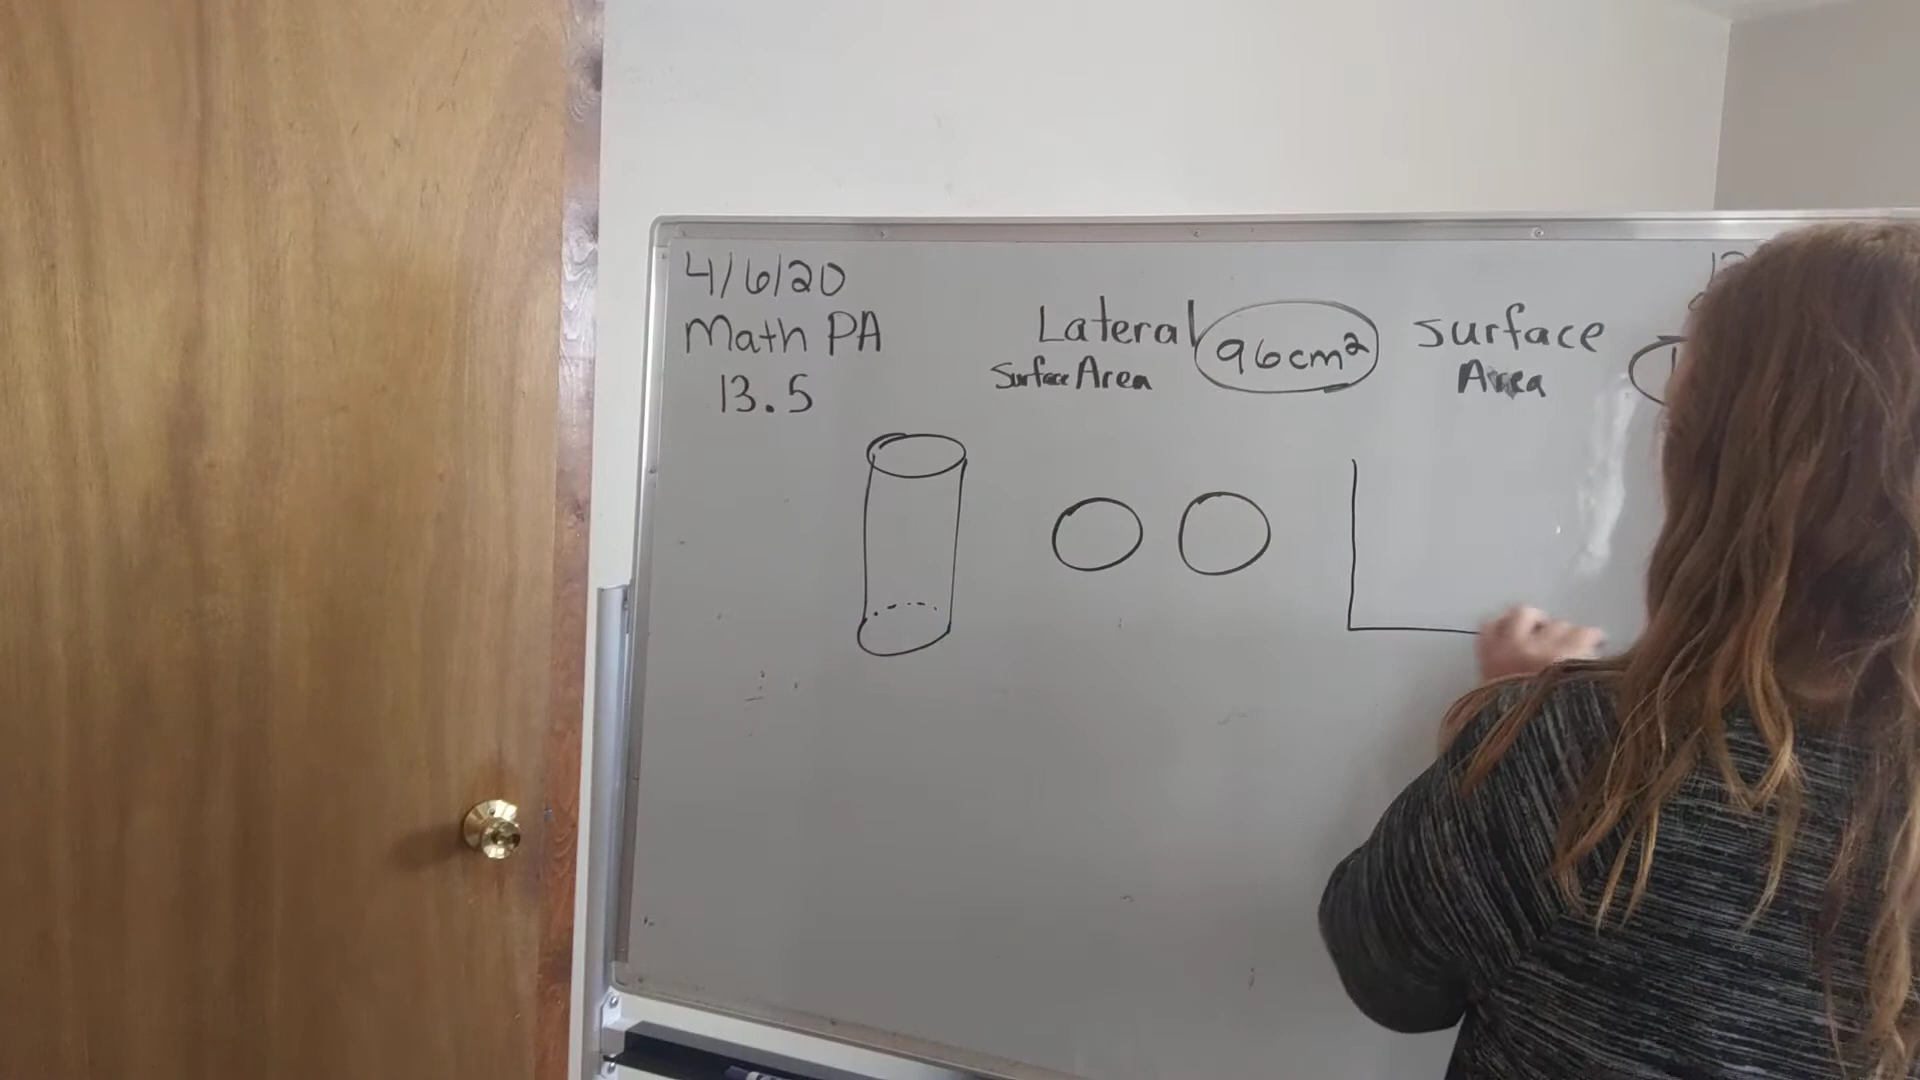 4/6/20
Math PA
13.5
Lateral
Surface Area
96cm²
Surface
Area